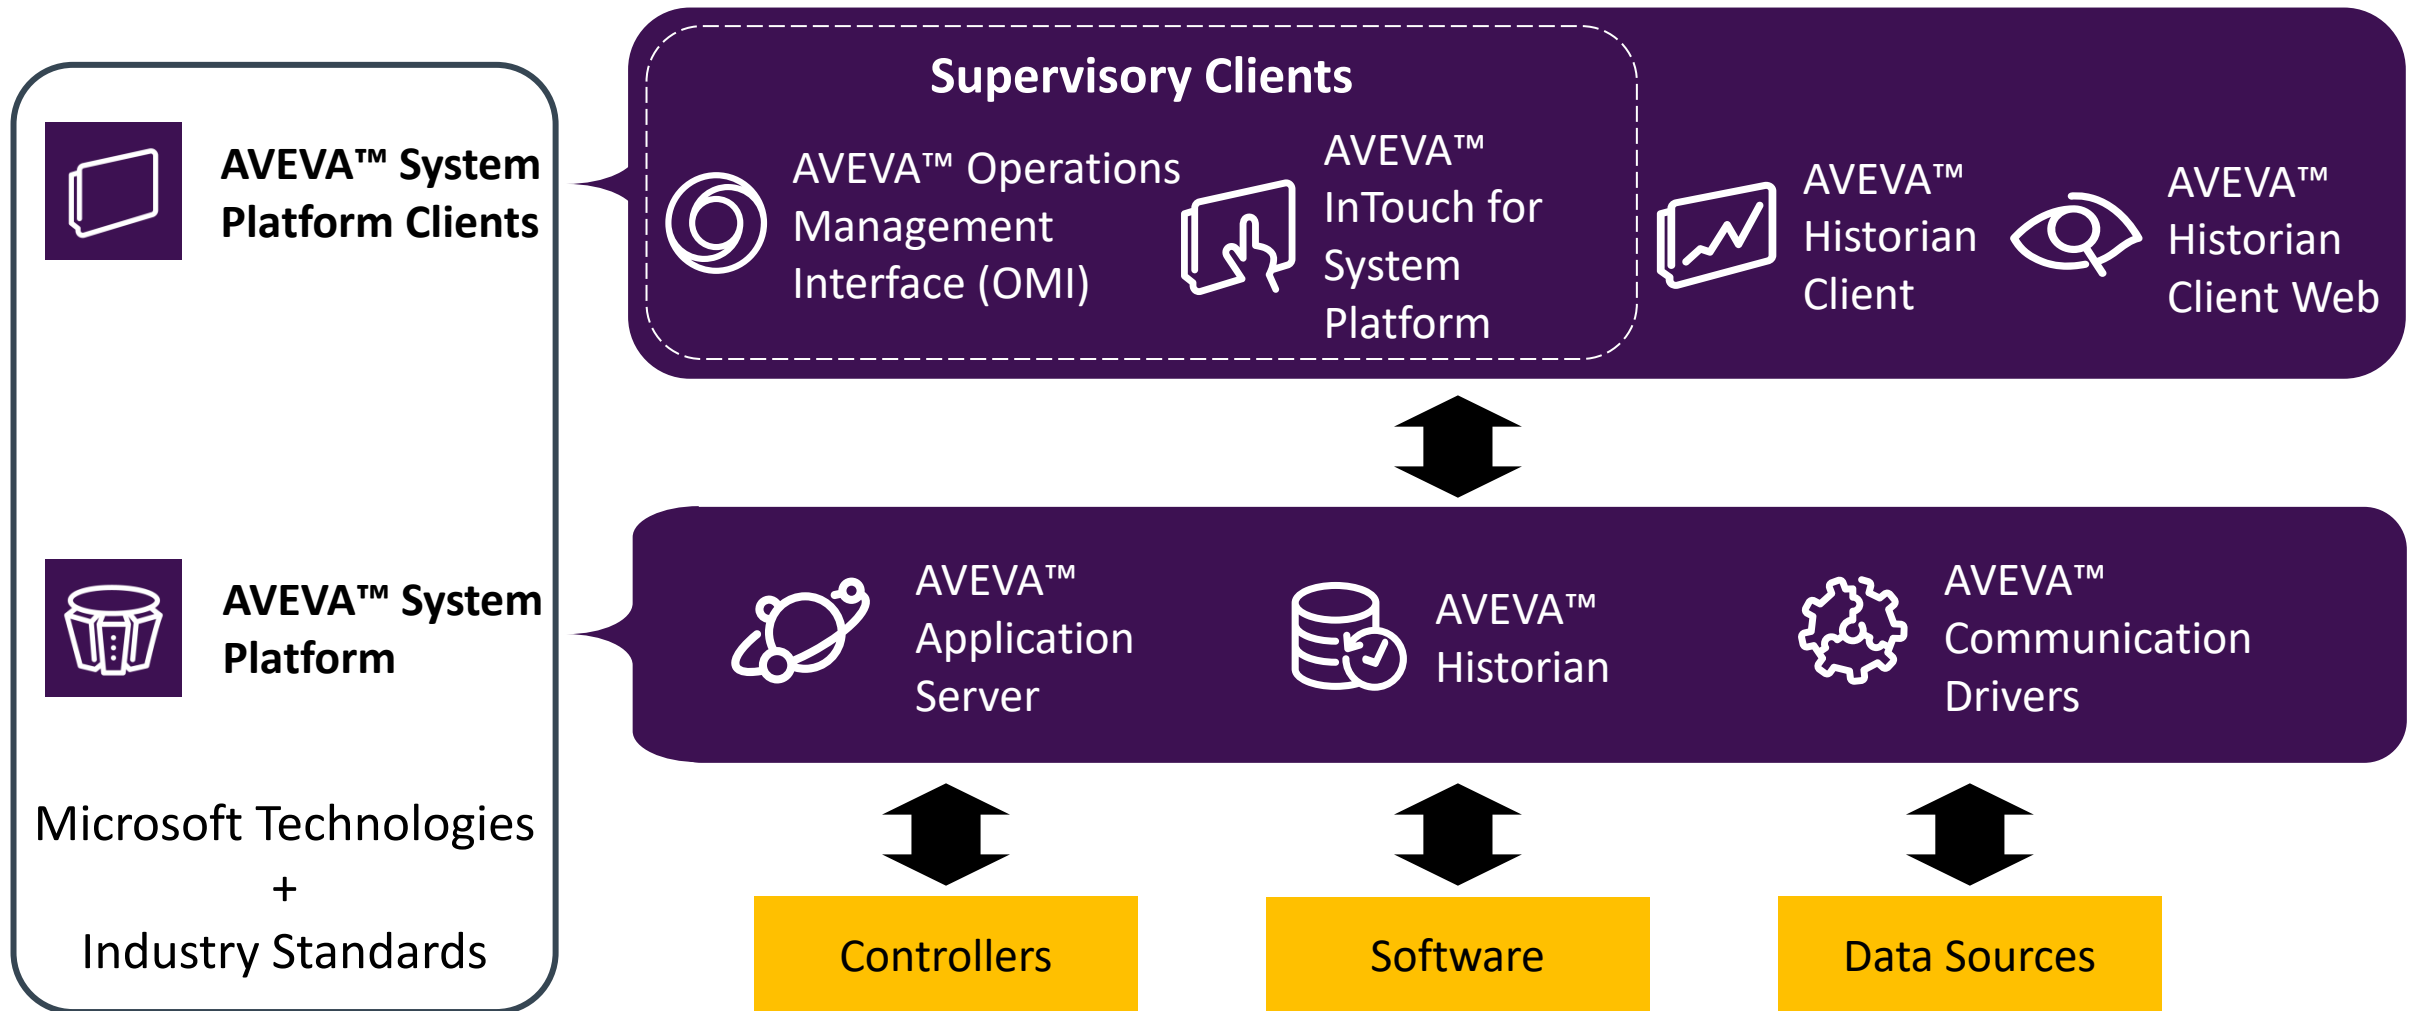 AVEVA™ System
Platform Clients
Supervisory Clients
AVEVA™ Operations
Management
Interface (OMI)
AVEVA™
InTouch for
System
Platform
AVEVA™
Historian
Client
AVEVA™
Historian
Client Web
AVEVA™ System
Platform
AVEVA™
Application
Server
AVEVA™
Historian
AVEVA™
Communication
Drivers
Microsoft Technologies
+
Industry Standards
Controllers
Software
Data Sources